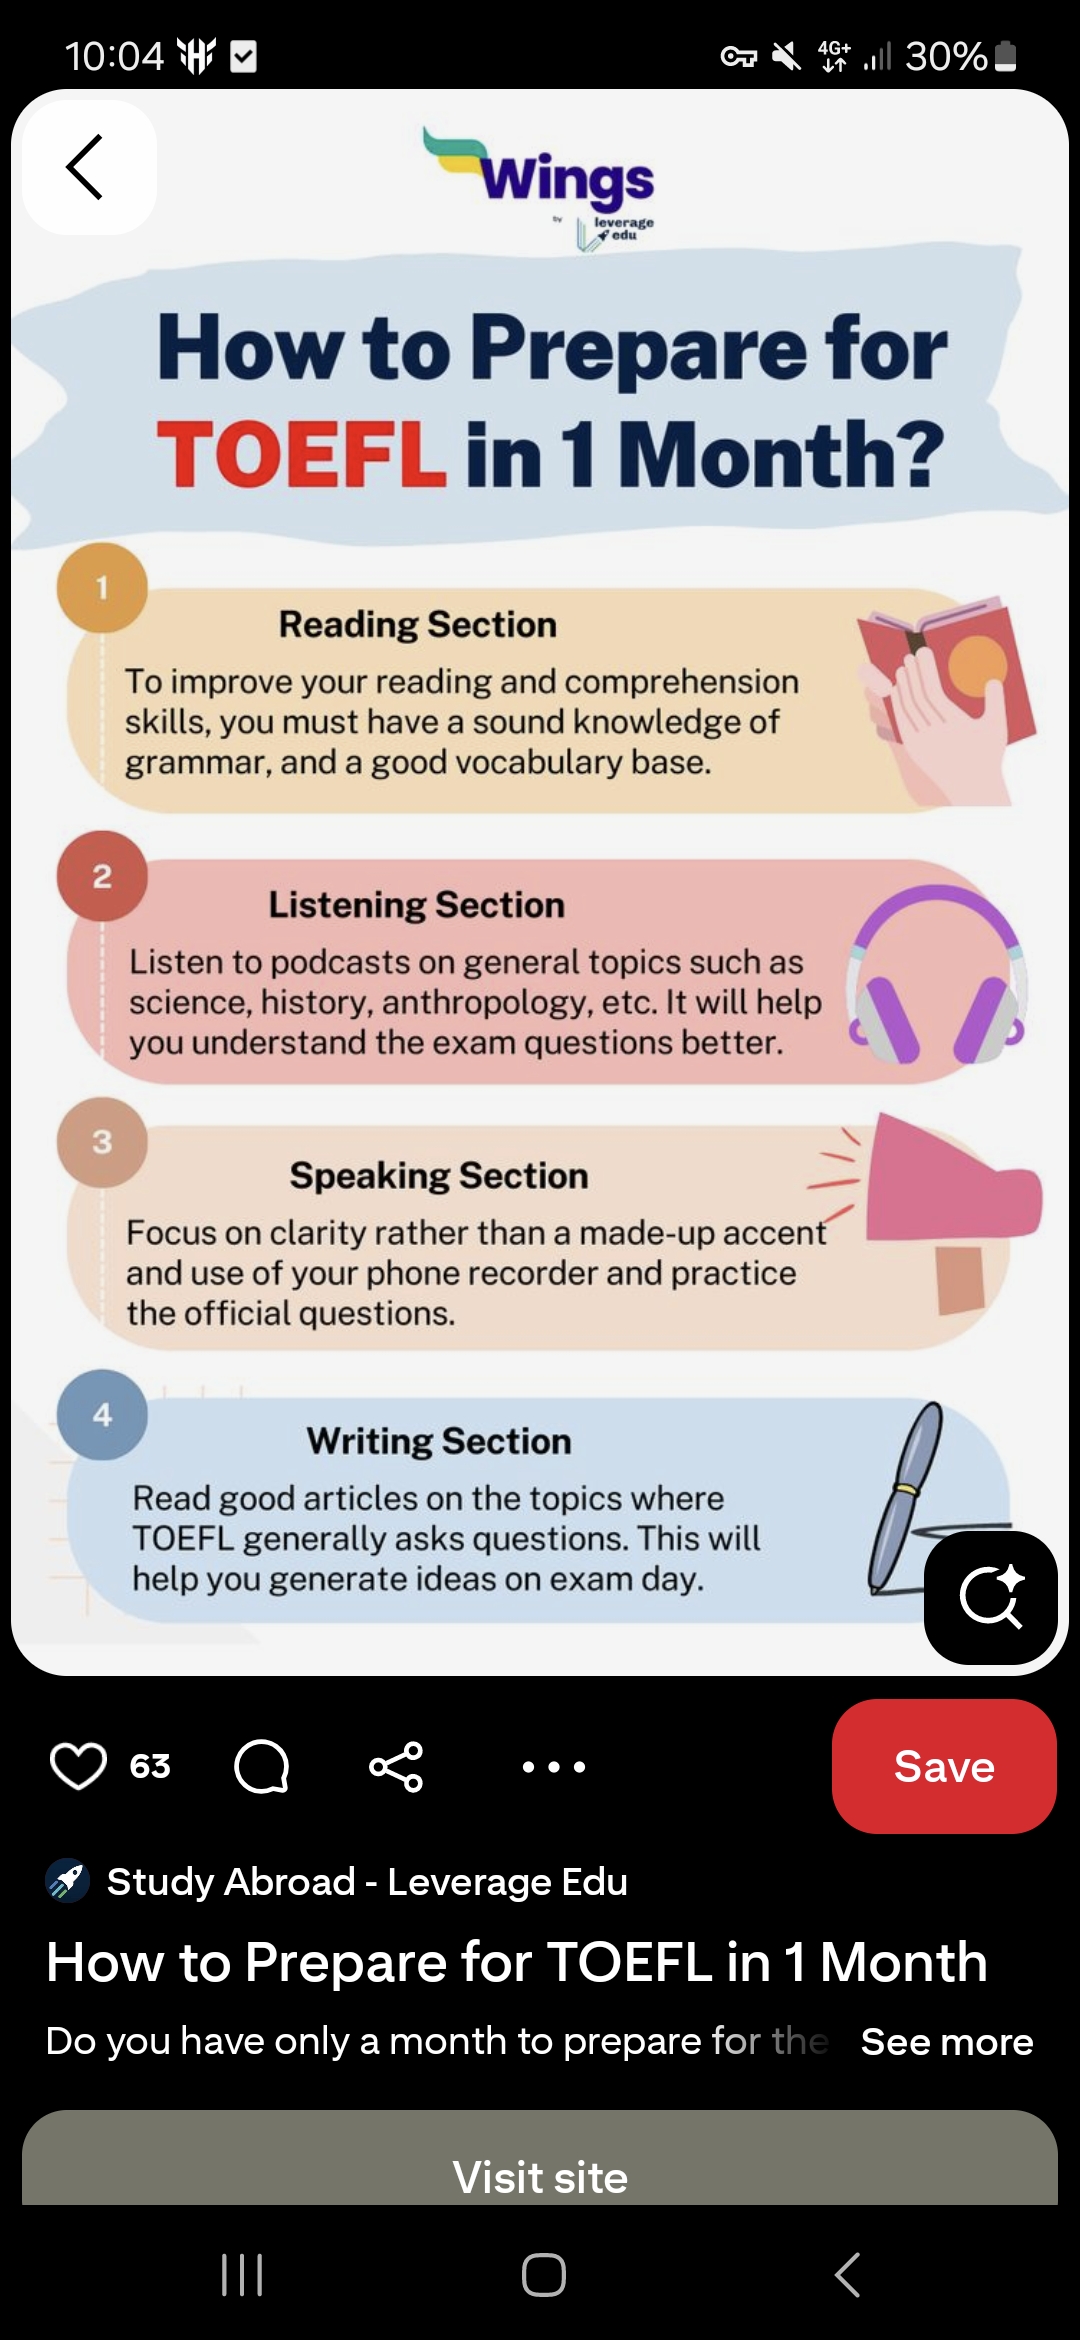 10:04
4G+
30%
Wings
by leverage
edu
How to Prepare for
TOEFL in 1 Month?
1
Reading Section
To improve your reading and comprehension
skills, you must have a sound knowledge of
grammar, and a good vocabulary base.
2
Listening Section
Listen to podcasts on general topics such as
science, history, anthropology, etc. It will help
you understand the exam questions better.
3
Speaking Section
Focus on clarity rather than a made-up accent
and use of your phone recorder and practice
the official questions.
4
Writing Section
Read good articles on the topics where
TOEFL generally asks questions. This will
help you generate ideas on exam day.
63
Save
Study Abroad - Leverage Edu
How to Prepare for TOEFL in 1 Month
Do you have only a month to prepare for the See more
Visit site